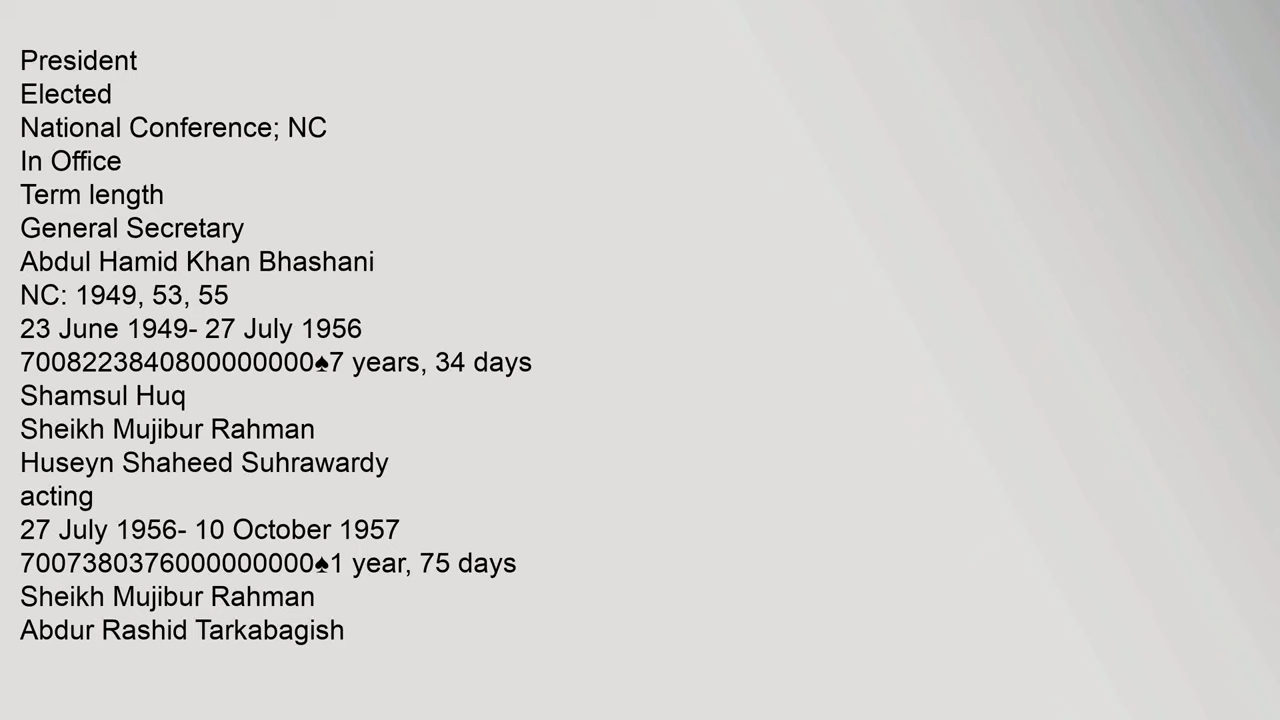 President
Elected
National Conference; NC
In Office
Term length
General Secretary
Abdul Hamid Khan Bhashani
NC: 1949, 53, 55
23 June 1949- 27 July 1956
7008223840800000000♠7 years, 34 days
Shamsul Huq
Sheikh Mujibur Rahman
Huseyn Shaheed Suhrawardy
acting
27 July 1956- 10 October 1957
7007380376000000000♠1 year, 75 days
Sheikh Mujibur Rahman
Abdur Rashid Tarkabagish